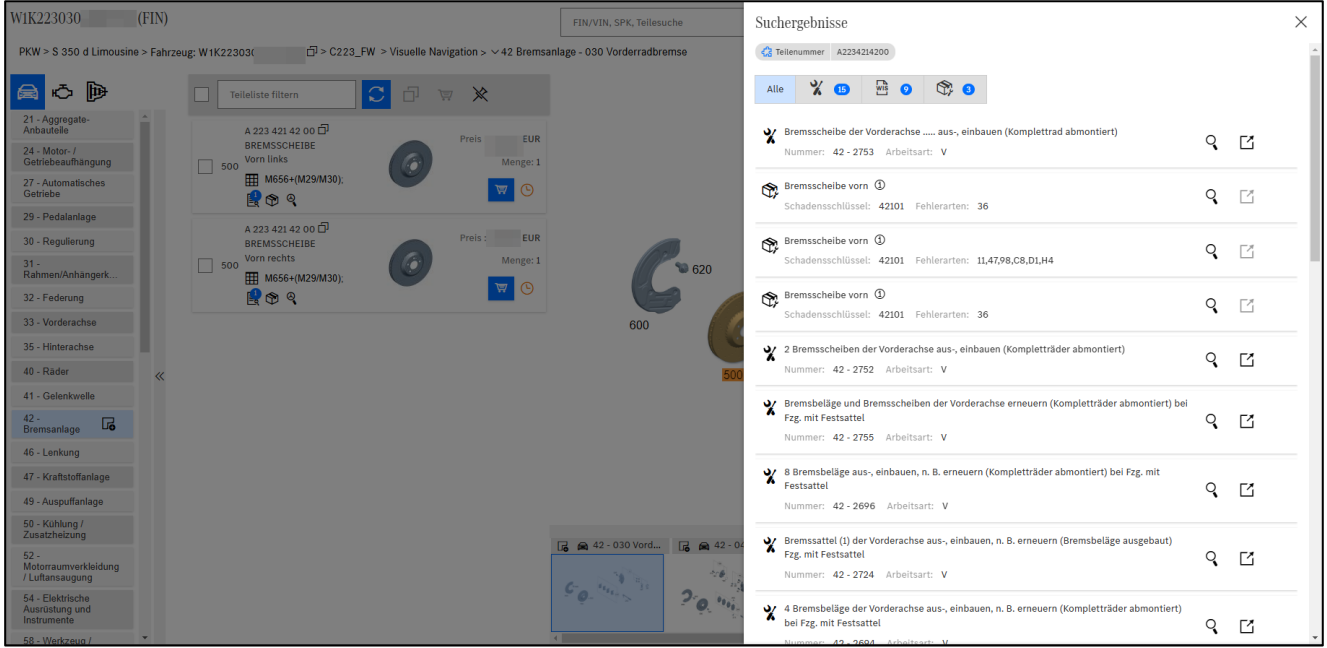 W1K223030 (FIN)
FIN/VIN, SPK, Teilesuche
PKW > S 350 d Limousine > Fahrzeug: W1K223030 > C223_FW > Visuelle Navigation > 42 Bremsanlage - 030 Vorderradbremse
21 - Aggregate-
Anbauteile
24 - Motor- /
Getriebeaufhängung
27 - Automatisches
Getriebe
29 - Pedalanlage
30 - Regulierung
31 -
Rahmen/Anhängerk...
32 - Federung
33 - Vorderachse
35 - Hinterachse
40 - Räder
41 - Gelenkwelle
42 -
Bremsanlage
46 - Lenkung
47 - Kraftstoffanlage
49 - Auspuffanlage
50 - Kühlung /
Zusatzheizung
52 -
Motorraumverkleidung
/ Luftansaugung
54 - Elektrische
Ausrüstung und
Instrumente
58 - Werkzeug /
«
Teileliste filtern
A 223 421 42 00
BREMSSCHEIBE
Vorn links
500
M656+(M29/M30);
1
Preis EUR
Menge: 1
A 223 421 42 00
BREMSSCHEIBE
Vorn rechts
500
M656+(M29/M30);
1
Preis : EUR
Menge: 1
620
600
500
42 - 030 Vord...
42 - 04
Suchergebnisse
Teilenummer A2234214200
Alle 15 WIS 9 3
Bremsscheibe der Vorderachse ..... aus-, einbauen (Komplettrad abmontiert)
Nummer: 42 - 2753 Arbeitsart: V
Bremsscheibe vorn ①
Schadensschlüssel: 42101 Fehlerarten: 36
Bremsscheibe vorn ①
Schadensschlüssel: 42101 Fehlerarten: 11,47,98,C8,D1,H4
Bremsscheibe vorn ①
Schadensschlüssel: 42101 Fehlerarten: 36
2 Bremsscheiben der Vorderachse aus-, einbauen (Kompletträder abmontiert)
Nummer: 42 - 2752 Arbeitsart: V
Bremsbeläge und Bremsscheiben der Vorderachse erneuern (Kompletträder abmontiert) bei
Fzg. mit Festsattel
Nummer: 42 - 2755 Arbeitsart: V
8 Bremsbeläge aus-, einbauen, n. B. erneuern (Kompletträder abmontiert) bei Fzg. mit
Festsattel
Nummer: 42 - 2696 Arbeitsart: V
Bremssattel (1) der Vorderachse aus-, einbauen, n. B. erneuern (Bremsbeläge ausgebaut)
Fzg. mit Festsattel
Nummer: 42 - 2724 Arbeitsart: V
4 Bremsbeläge der Vorderachse aus-, einbauen, n. B. erneuern (Kompletträder abmontiert)
bei Fzg. mit Festsattel
Nummer: 42 - 2694 Arbeitsart: V